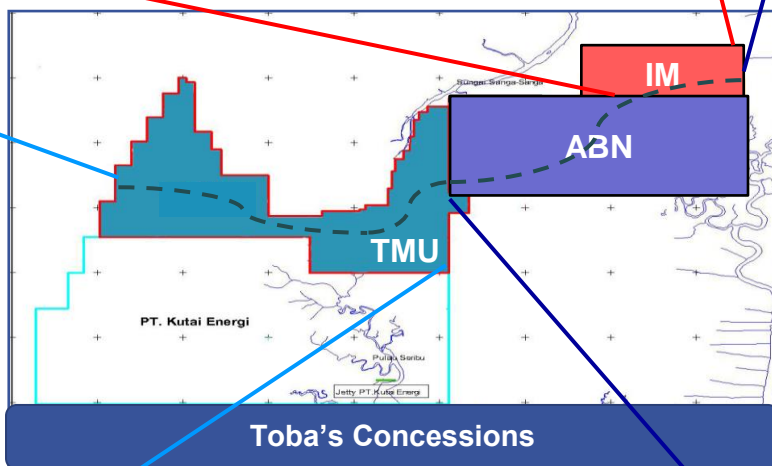 IM
Sungai Sanga-Sanga
ABN
TMU
PT. Kutai Energi
Pulau Seribu
Jetty PT.Kutai Energi
Toba's Concessions